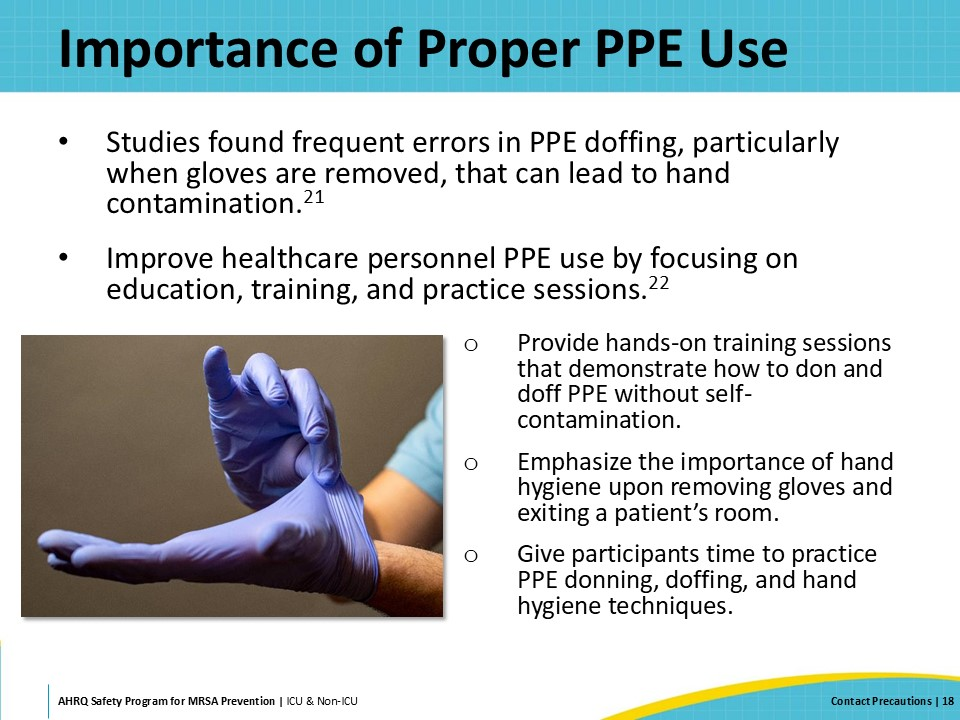 Importance of Proper PPE Use
• Studies found frequent errors in PPE doffing, particularly
when gloves are removed, that can lead to hand
contamination.21
• Improve healthcare personnel PPE use by focusing on
education, training, and practice sessions.22
o Provide hands-on training sessions
that demonstrate how to don and
doff PPE without self-
contamination.
o Emphasize the importance of hand
hygiene upon removing gloves and
exiting a patient’s room.
o Give participants time to practice
PPE donning, doffing, and hand
hygiene techniques.
AHRQ Safety Program for MRSA Prevention | ICU & Non-ICU
Contact Precautions | 18